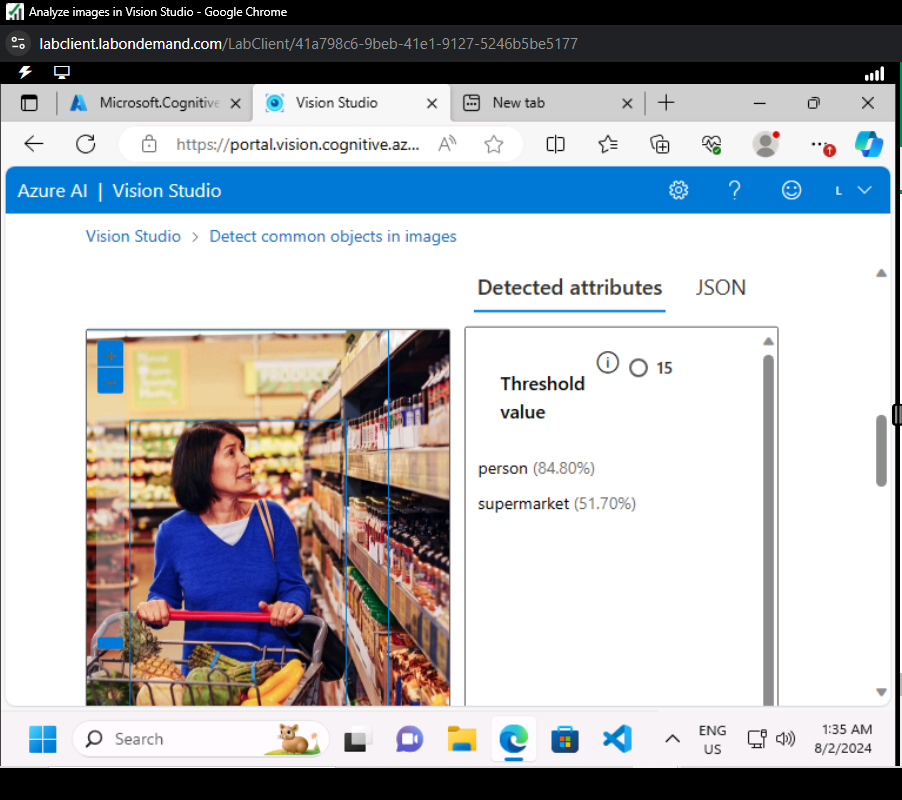 Analyze images in Vision Studio - Google Chrome
labclient.labondemand.com/LabClient/41a798c6-9beb-41e1-9127-5246b5be5177
Microsoft.Cognitive
Vision Studio
New tab
https://portal.vision.cognitive.az...
Azure AI | Vision Studio
L
Vision Studio > Detect common objects in images
Detected attributes
JSON
Threshold
value
15
person (84.80%)
supermarket (51.70%)
Search
ENG
US
1:35 AM
8/2/2024